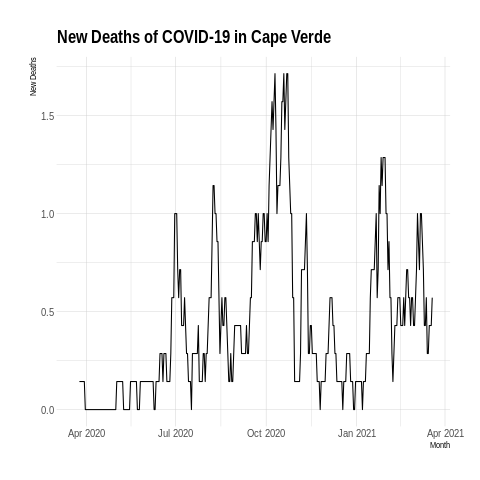 New Deaths of COVID-19 in Cape Verde
New Deaths
1.5
1.0
0.5
0.0
Apr 2020
Jul 2020
Oct 2020
Jan 2021
Apr 2021
Month